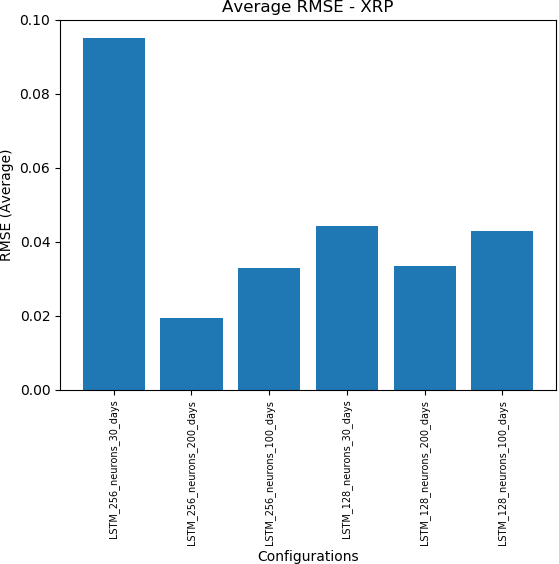 Average RMSE - XRP
RMSE (Average)
0.10
0.08
0.06
0.04
0.02
0.00
LSTM_256_neurons_30_days
LSTM_256_neurons_200_days
LSTM_256_neurons_100_days
LSTM_128_neurons_30_days
LSTM_128_neurons_200_days
LSTM_128_neurons_100_days
Configurations